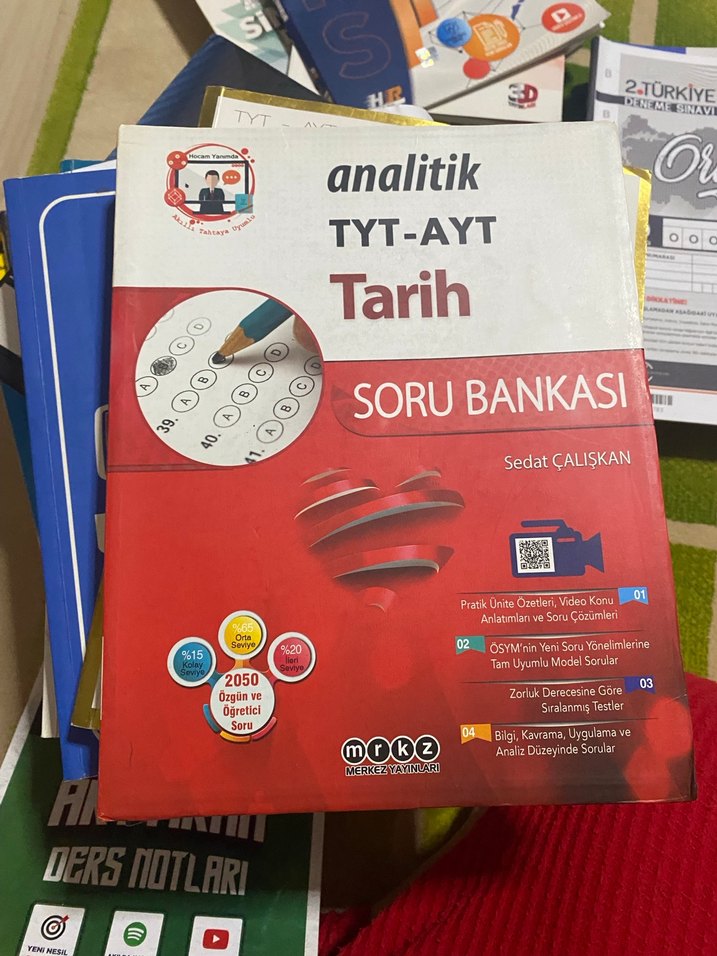 TYT - AYT
3D
YAYINLARI
2.TÜRKİYE
DENEME SINAVI
DİKKATİNE!
Hocam Yanımda
Akıllı Tahtaya Uyumlu
analitik
TYT-AYT
Tarih
SORU BANKASI
Sedat ÇALIŞKAN
A B C D
39. A B C D
40. A B C D
41.
Pratik Ünite Özetleri, Video Konu 01
Anlatımları ve Soru Çözümleri
02 ÖSYM'nin Yeni Soru Yönelimlerine
Tam Uyumlu Model Sorular
Zorluk Derecesine Göre 03
Sıralanmış Testler
04 Bilgi, Kavrama, Uygulama ve
Analiz Düzeyinde Sorular
%15
Kolay
Seviye
%65
Orta
Seviye
%20
İleri
Seviye
2050
Özgün ve
Öğretici
Soru
mrkz
MERKEZ YAYINLARI
DERS NOTLARI
YENİ NESİL